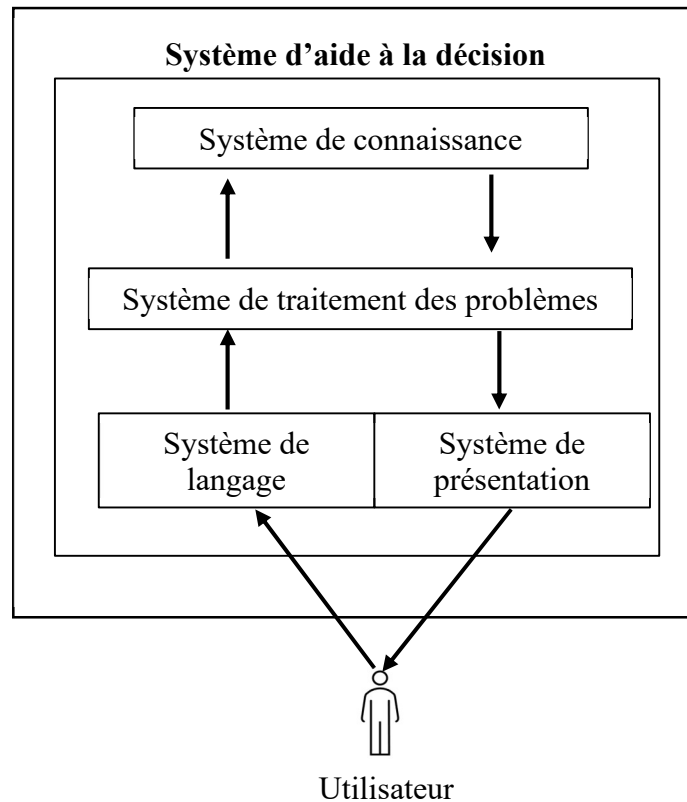 Système d'aide à la décision
Système de connaissance
Système de traitement des problèmes
Système de
langage
Système de
présentation
Utilisateur